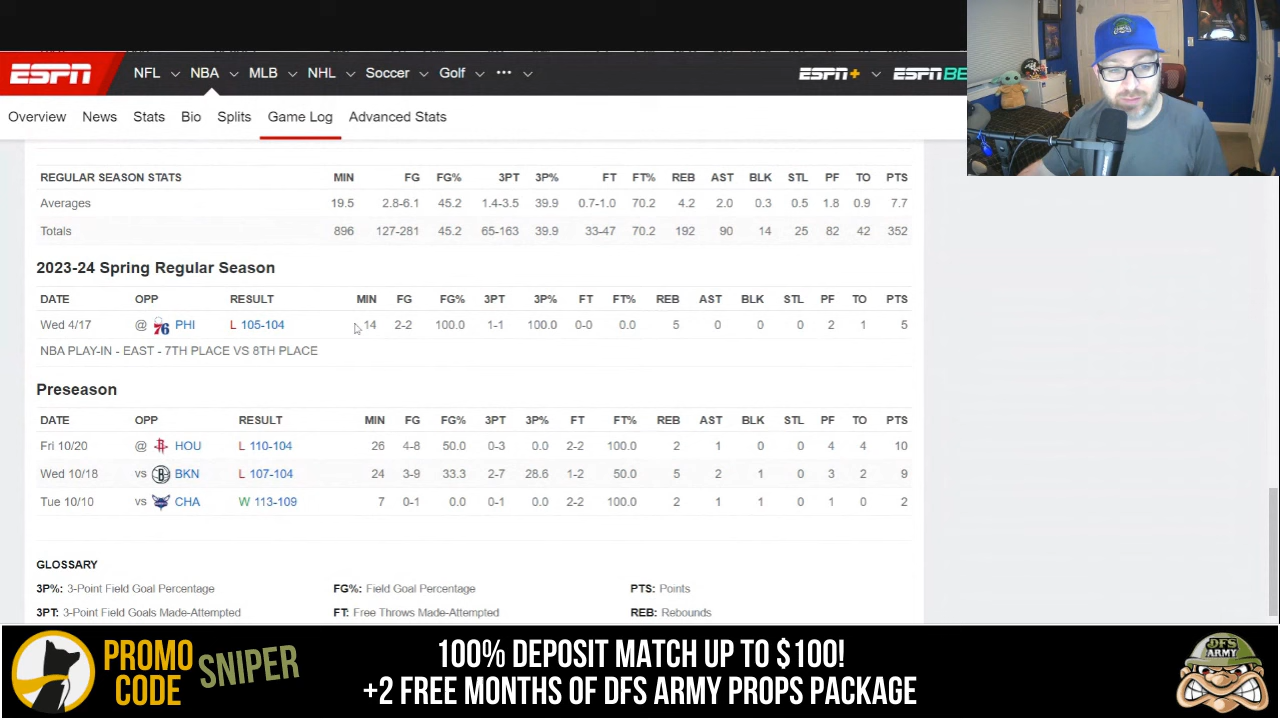 ESPN NFL NBA MLB NHL Soccer Golf ••• ESPN+ ESPN BE
Overview News Stats Bio Splits Game Log Advanced Stats
REGULAR SEASON STATS MIN FG FG% 3PT 3P% FT FT% REB AST BLK STL PF TO PTS
Averages 19.5 2.8-6.1 45.2 1.4-3.5 39.9 0.7-1.0 70.2 4.2 2.0 0.3 0.5 1.8 0.9 7.7
Totals 896 127-281 45.2 65-163 39.9 33-47 70.2 192 90 14 25 82 42 352
2023-24 Spring Regular Season
DATE OPP RESULT MIN FG FG% 3PT 3P% FT FT% REB AST BLK STL PF TO PTS
Wed 4/17 @ 76 PHI L 105-104 14 2-2 100.0 1-1 100.0 0-0 0.0 5 0 0 0 2 1 5
NBA PLAY-IN - EAST - 7TH PLACE VS 8TH PLACE
Preseason
DATE OPP RESULT MIN FG FG% 3PT 3P% FT FT% REB AST BLK STL PF TO PTS
Fri 10/20 @ HOU L 110-104 26 4-8 50.0 0-3 0.0 2-2 100.0 2 1 0 0 4 4 10
Wed 10/18 vs B BKN L 107-104 24 3-9 33.3 2-7 28.6 1-2 50.0 5 2 1 0 3 2 9
Tue 10/10 vs CHA W 113-109 7 0-1 0.0 0-1 0.0 2-2 100.0 2 1 1 0 1 0 2
GLOSSARY
3P%: 3-Point Field Goal Percentage FG%: Field Goal Percentage PTS: Points
3PT: 3-Point Field Goals Made-Attempted FT: Free Throws Made-Attempted REB: Rebounds
PROMO CODE SNIPER
100% DEPOSIT MATCH UP TO $100!
+2 FREE MONTHS OF DFS ARMY PROPS PACKAGE
DFS ARMY